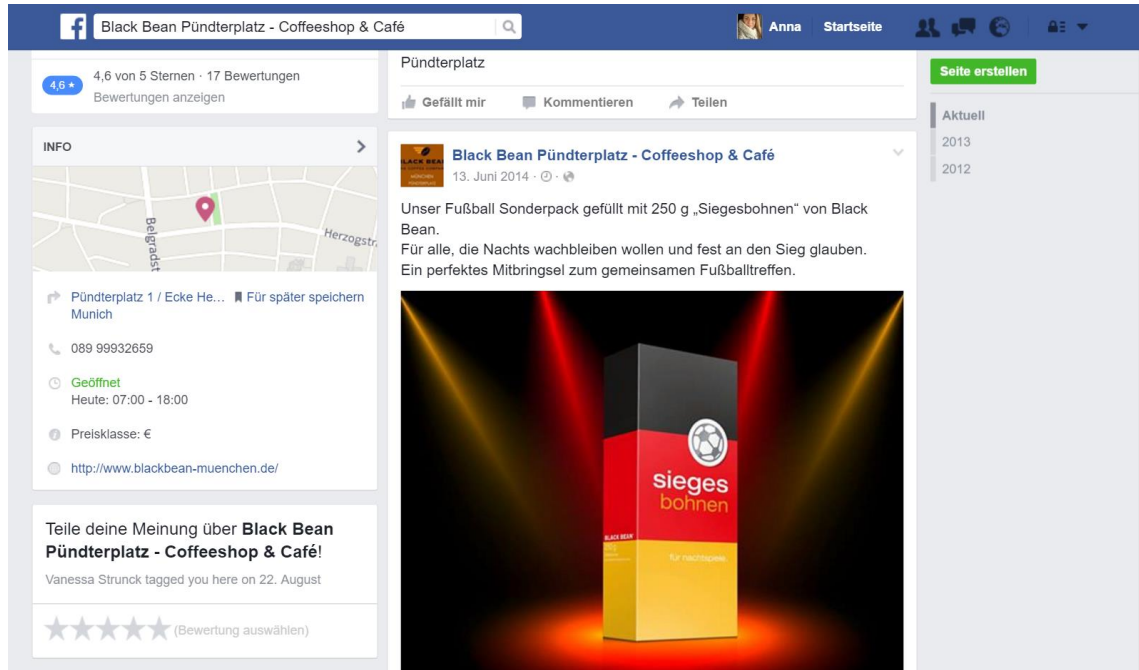 Black Bean Pündterplatz - Coffeeshop & Café
Anna
Startseite
4,6 ★
4,6 von 5 Sternen · 17 Bewertungen
Bewertungen anzeigen
INFO
Belgradst
Herzogstr.
Pündterplatz 1 / Ecke He...
Für später speichern
Munich
089 99932659
Geöffnet
Heute: 07:00 - 18:00
Preisklasse: €
http://www.blackbean-muenchen.de/
Teile deine Meinung über Black Bean
Pündterplatz - Coffeeshop & Café!
Vanessa Strunck tagged you here on 22. August
(Bewertung auswählen)
Pündterplatz
Gefällt mir
Kommentieren
Teilen
Black Bean Pündterplatz - Coffeeshop & Café
13. Juni 2014
Unser Fußball Sonderpack gefüllt mit 250 g „Siegesbohnen“ von Black
Bean.
Für alle, die Nachts wachbleiben wollen und fest an den Sieg glauben.
Ein perfektes Mitbringsel zum gemeinsamen Fußballtreffen.
sieges
bohnen
BLACK BEAN
für nachtspiele.
Seite erstellen
Aktuell
2013
2012